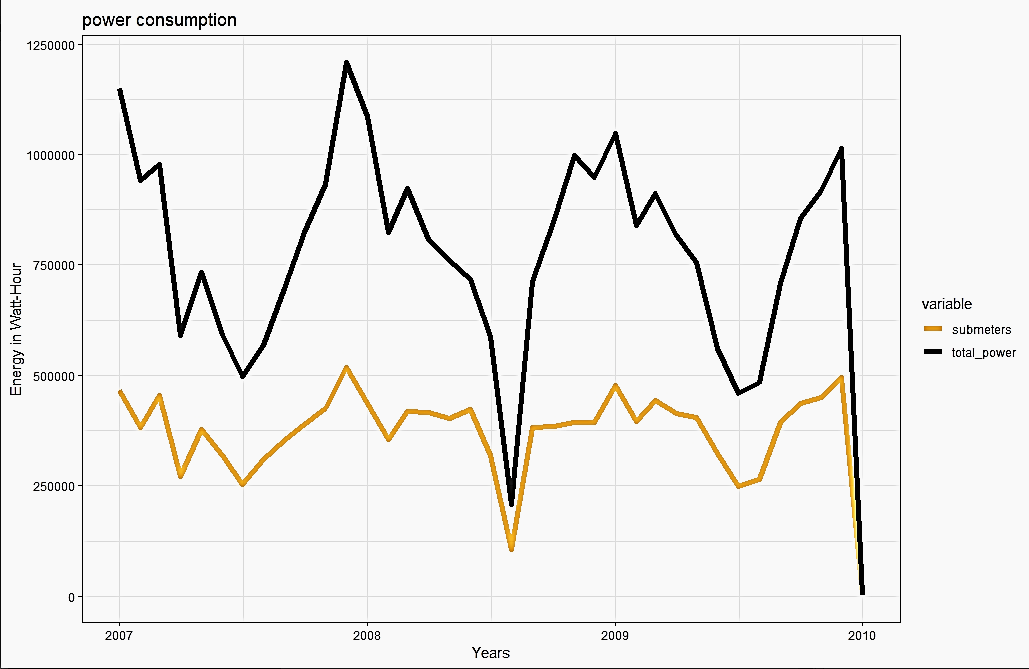 power consumption
1250000
1000000
750000
500000
250000
0
Energy in Watt-Hour
2007 2008 2009 2010
Years
variable
submeters
total_power